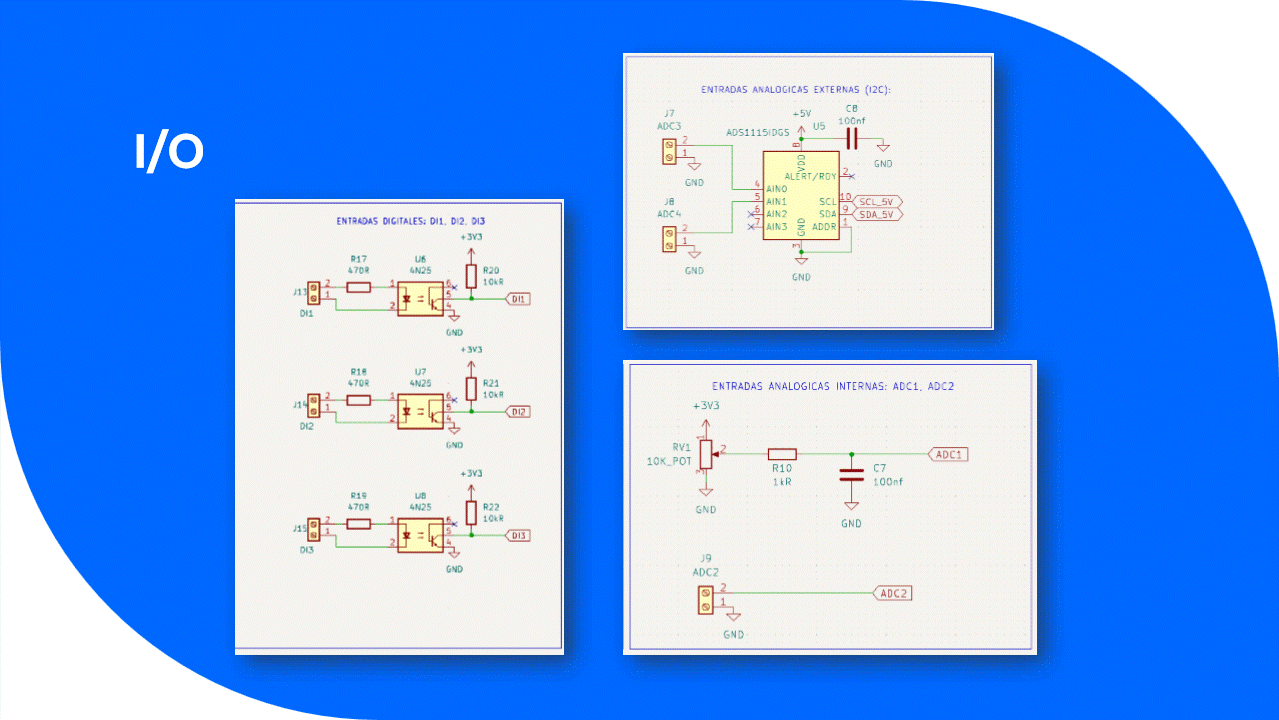 I/O
ENTRADAS DIGITALES: DI1, DI2, DI3
+3V3
R17
470R
U6
4N25
R20
10kR
J13
2
1
1
2
6
5
4
DI1
DI1
GND
+3V3
R18
470R
U7
4N25
R21
10kR
J14
2
1
1
2
6
5
4
DI2
DI2
GND
+3V3
R19
470R
U8
4N25
R22
10kR
J15
2
1
1
2
6
5
4
DI3
DI3
GND
ENTRADAS ANALOGICAS EXTERNAS (I2C):
J7
ADC3
2
1
GND
J8
ADC4
2
1
GND
+5V
ADS1115IDGS
U5
C8
100nf
GND
8
VDD
ALERT/RDY
2
4
AIN0
5
AIN1
6
AIN2
7
AIN3
SCL
10
SCL_5V
SDA
9
SDA_5V
ADDR
1
GND
3
GND
ENTRADAS ANALOGICAS INTERNAS: ADC1, ADC2
+3V3
RV1
10K_POT
1
2
3
GND
R10
1kR
C7
100nf
GND
ADC1
J9
ADC2
2
1
GND
ADC2